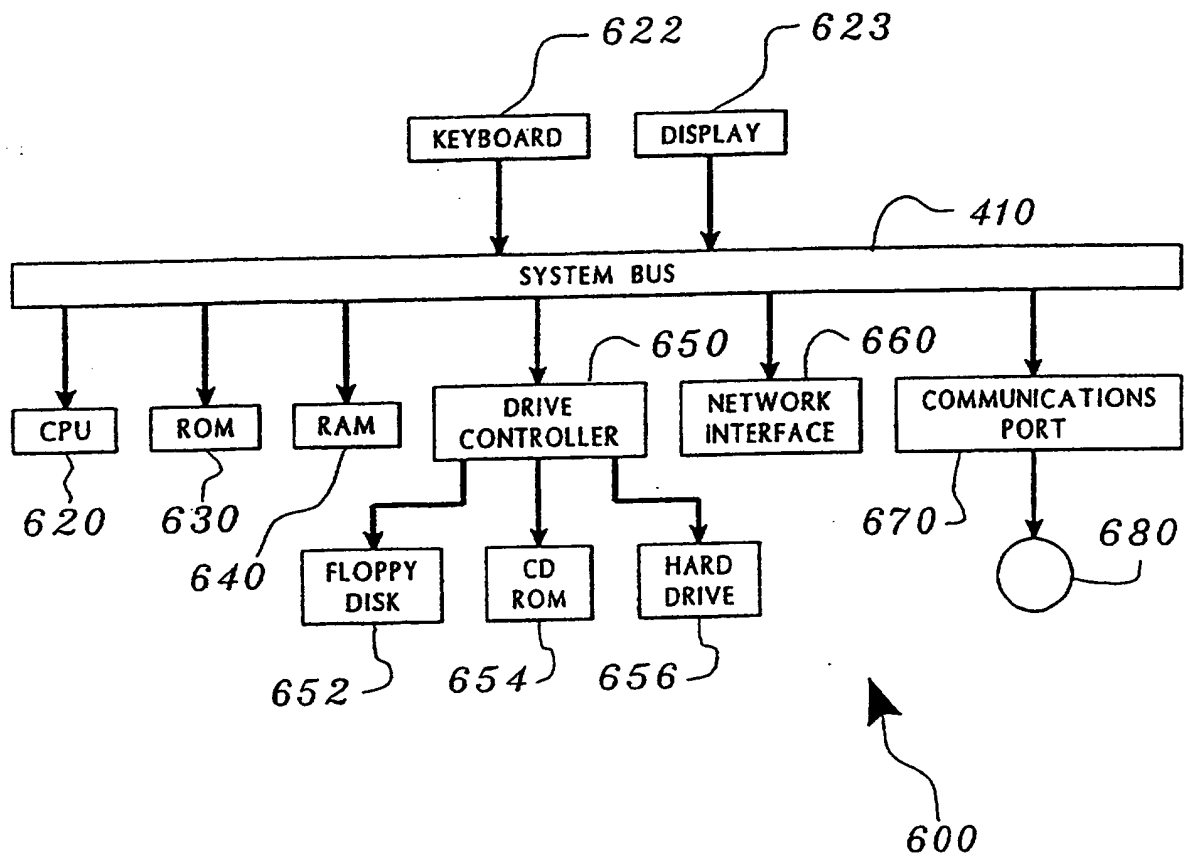 622
623
KEYBOARD
DISPLAY
410
SYSTEM BUS
650
660
CPU
ROM
RAM
DRIVE
CONTROLLER
NETWORK
INTERFACE
COMMUNICATIONS
PORT
620
630
640
670
680
FLOPPY
DISK
CD
ROM
HARD
DRIVE
652
654
656
600